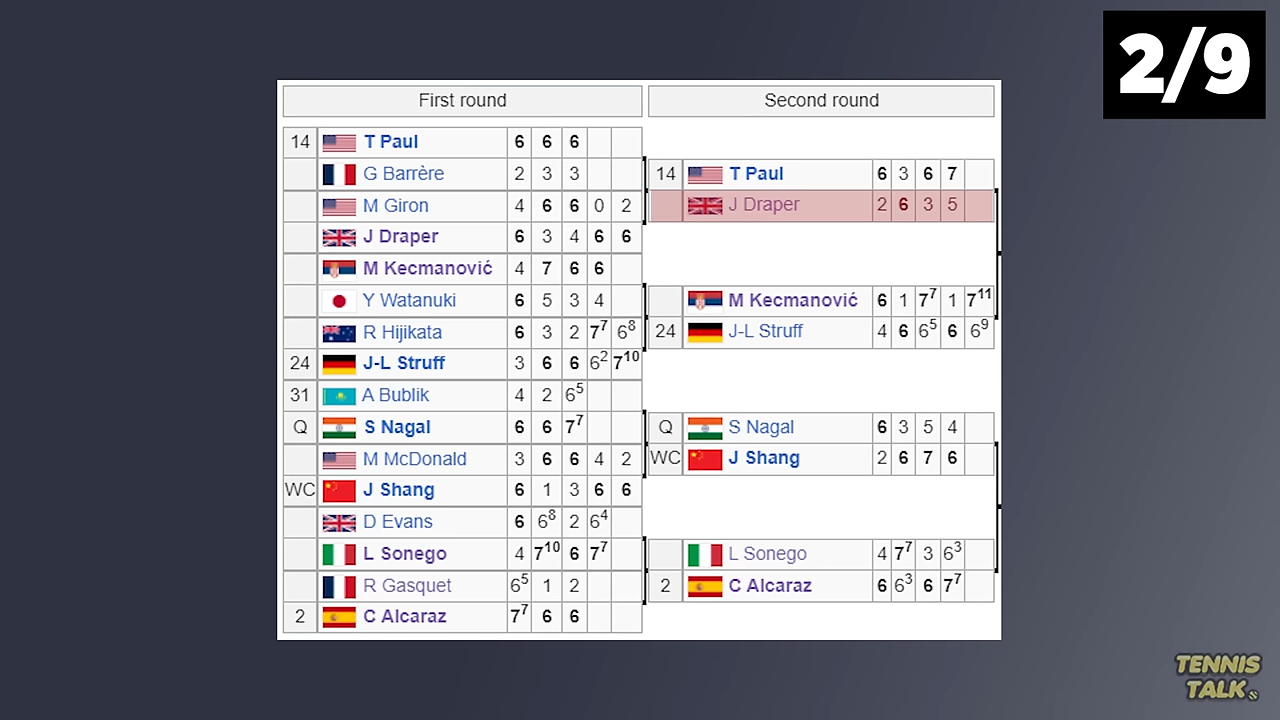 2/9
First round Second round
14 T Paul 6 6 6
G Barrère 2 3 3
14 T Paul 6 3 6 7
M Giron 4 6 6 0 2
J Draper 2 6 3 5
J Draper 6 3 4 6 6
M Kecmanović 4 7 6 6
Y Watanuki 6 5 3 4
M Kecmanović 6 1 7⁷ 1 7¹¹
R Hijikata 6 3 2 7⁷ 6⁸
24 J-L Struff 4 6 6⁵ 6 6⁹
24 J-L Struff 3 6 6 6² 7¹⁰
31 A Bublik 4 2 6⁵
Q S Nagal 6 6 7⁷
Q S Nagal 6 3 5 4
M McDonald 3 6 6 4 2
WC J Shang 2 6 7 6
WC J Shang 6 1 3 6 6
D Evans 6 6⁸ 2 6⁴
L Sonego 4 7¹⁰ 6 7⁷
L Sonego 4 7⁷ 3 6³
R Gasquet 6⁵ 1 2
2 C Alcaraz 6 6³ 6 7⁷
2 C Alcaraz 7⁷ 6 6
TENNIS
TALK